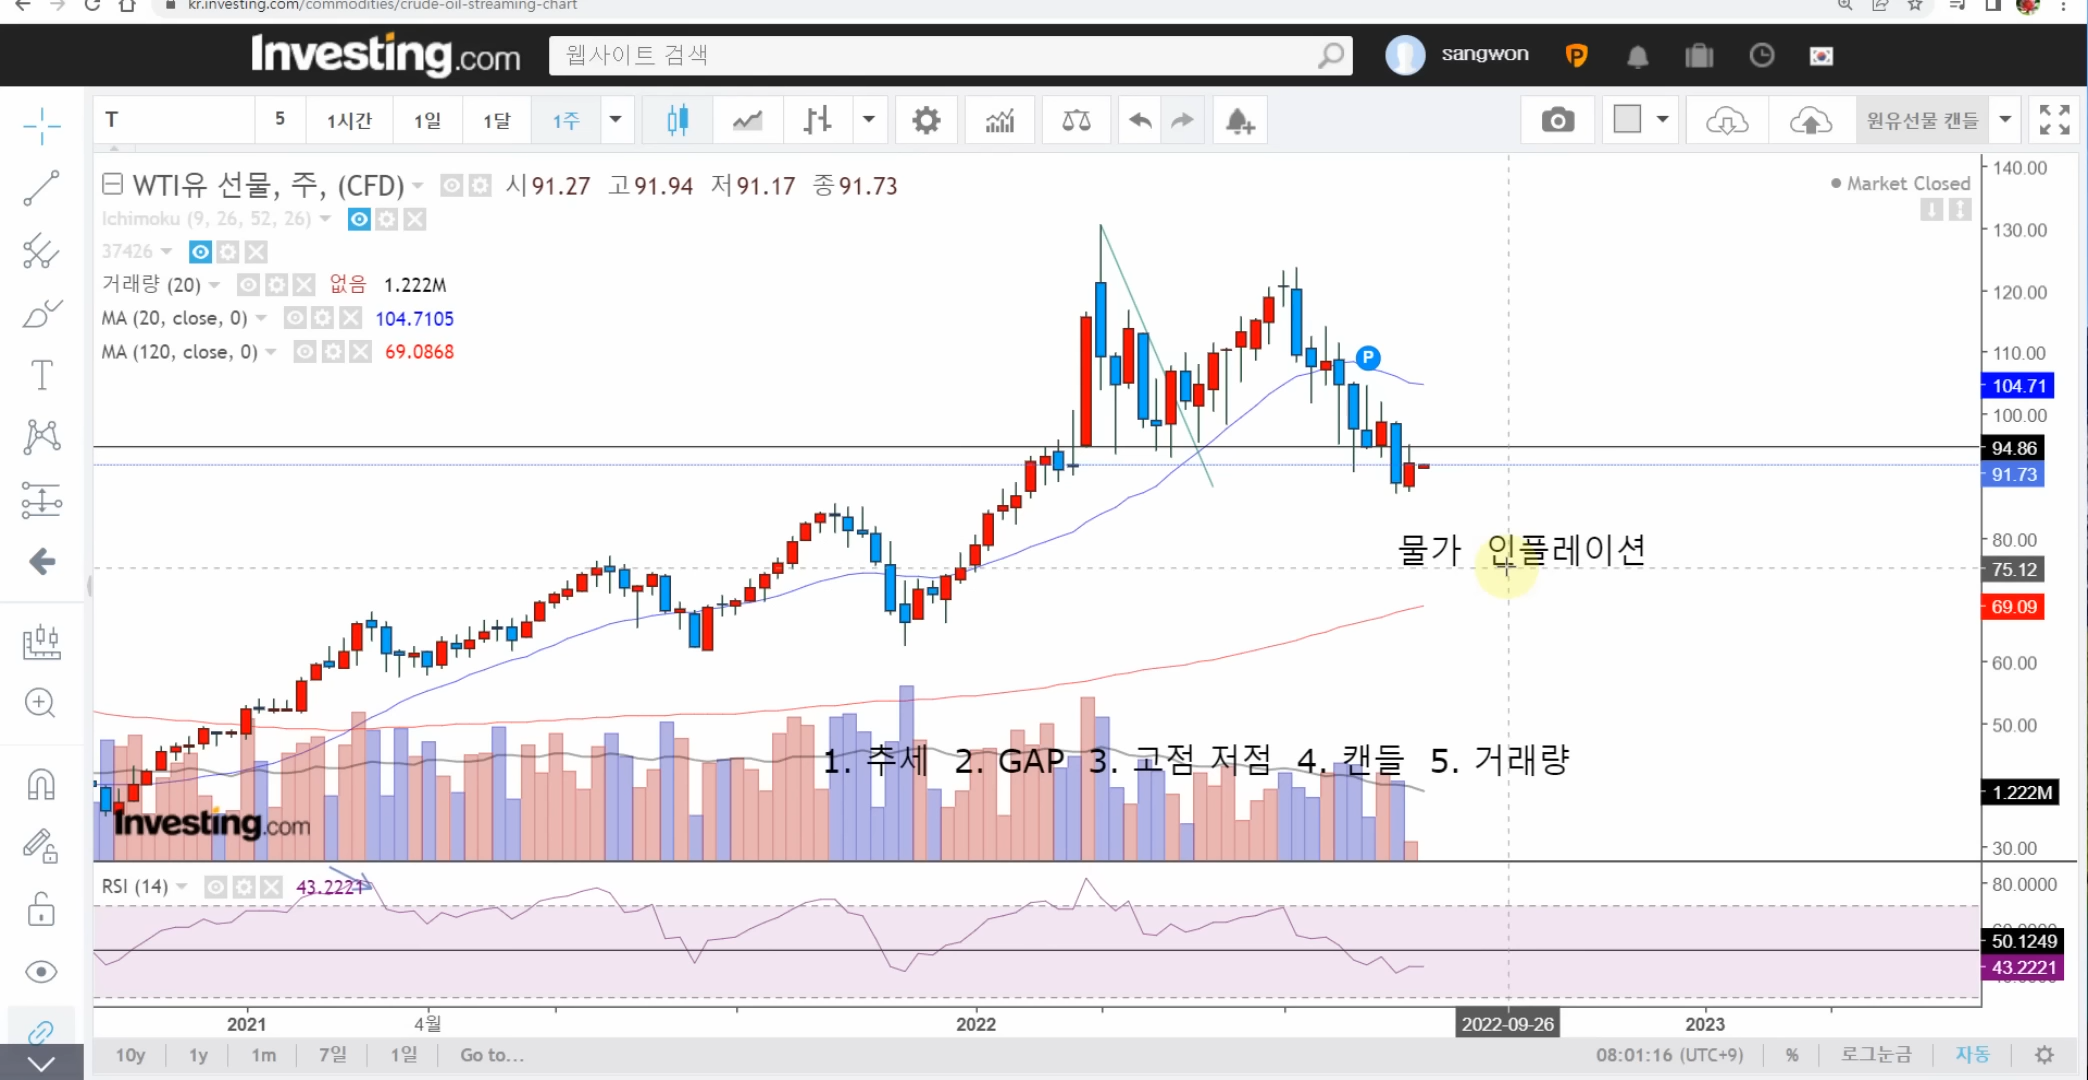 kr.investing.com/commodities/crude-oil-streaming-chart
Investing.com 웹사이트 검색 sangwon P
T 5 1시간 1일 1달 1주 원유선물 캔들
WTI유 선물, 주, (CFD) 시91.27 고91.94 저91.17 종91.73
Market Closed
Ichimoku (9, 26, 52, 26)
37426
거래량 (20) 없음 1.222M
MA (20, close, 0) 104.7105
MA (120, close, 0) 69.0868
P
140.00
130.00
120.00
110.00
104.71
100.00
94.86
91.73
80.00
75.12
69.09
60.00
50.00
1.222M
30.00
물가 인플레이션
1. 추세 2. GAP 3. 고점 저점 4. 캔들 5. 거래량
Investing.com
RSI (14) 43.2221
80.0000
50.1249
43.2221
2021 4월 2022 2022-09-26 2023
10y 1y 1m 7일 1일 Go to... 08:01:16 (UTC+9) % 로그눈금 자동